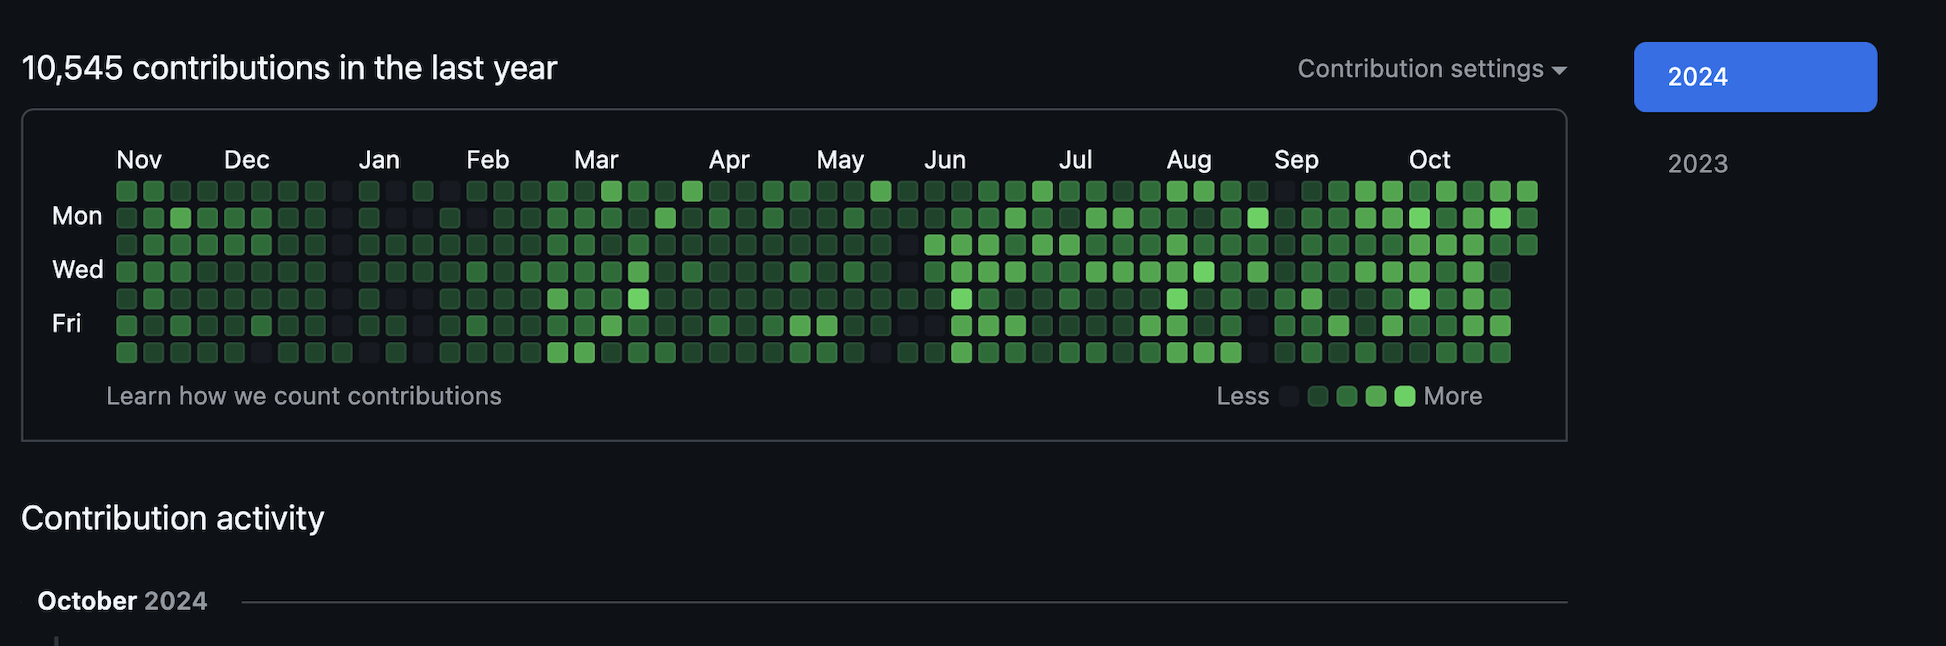 10,545 contributions in the last year
Contribution settings
2024
2023
Nov Dec Jan Feb Mar Apr May Jun Jul Aug Sep Oct
Mon
Wed
Fri
Learn how we count contributions
Less More
Contribution activity
October 2024